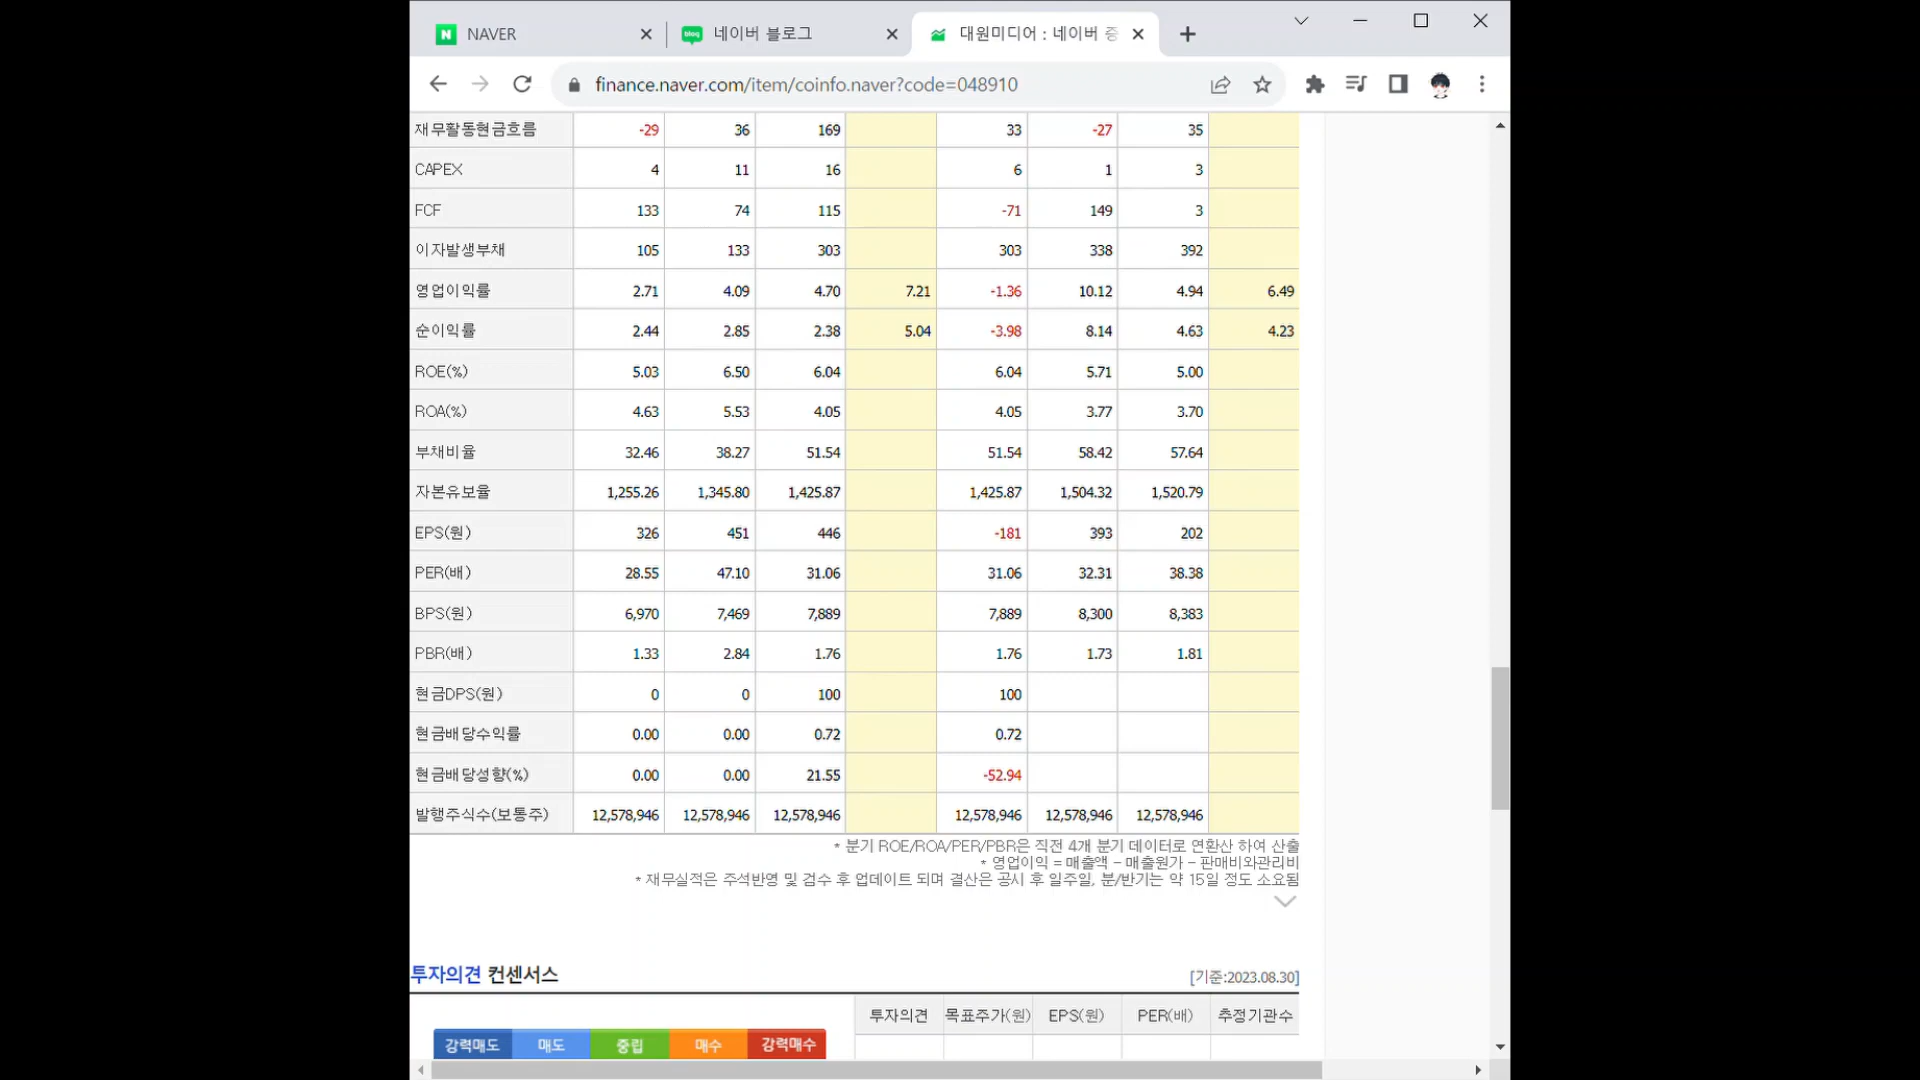 NAVER
네이버 블로그
대원미디어 : 네이버 증
finance.naver.com/item/coinfo.naver?code=048910
재무활동현금흐름 -29 36 169 33 -27 35
CAPEX 4 11 16 6 1 3
FCF 133 74 115 -71 149 3
이자발생부채 105 133 303 303 338 392
영업이익률 2.71 4.09 4.70 7.21 -1.36 10.12 4.94 6.49
순이익률 2.44 2.85 2.38 5.04 -3.98 8.14 4.63 4.23
ROE(%) 5.03 6.50 6.04 6.04 5.71 5.00
ROA(%) 4.63 5.53 4.05 4.05 3.77 3.70
부채비율 32.46 38.27 51.54 51.54 58.42 57.64
자본유보율 1,255.26 1,345.80 1,425.87 1,425.87 1,504.32 1,520.79
EPS(원) 326 451 446 -181 393 202
PER(배) 28.55 47.10 31.06 31.06 32.31 38.38
BPS(원) 6,970 7,469 7,889 7,889 8,300 8,383
PBR(배) 1.33 2.84 1.76 1.76 1.73 1.81
현금DPS(원) 0 0 100 100
현금배당수익률 0.00 0.00 0.72 0.72
현금배당성향(%) 0.00 0.00 21.55 -52.94
발행주식수(보통주) 12,578,946 12,578,946 12,578,946 12,578,946 12,578,946 12,578,946
* 분기 ROE/ROA/PER/PBR은 직전 4개 분기 데이터로 연환산 하여 산출
* 영업이익 = 매출액 - 매출원가 - 판매비와관리비
* 재무실적은 주석반영 및 검수 후 업데이트 되며 결산은 공시 후 일주일, 분/반기는 약 15일 정도 소요됨
투자의견 컨센서스 [기준:2023.08.30]
투자의견 목표주가(원) EPS(원) PER(배) 추정기관수
강력매도 매도 중립 매수 강력매수